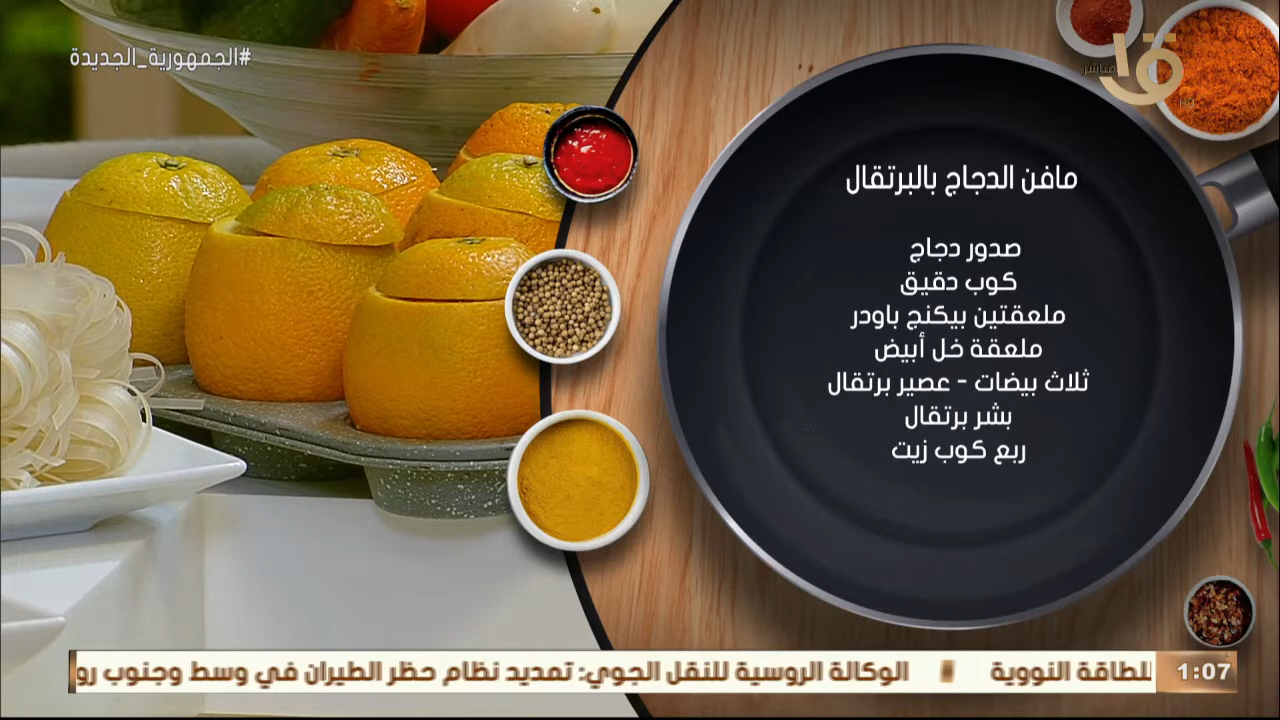 #الجمهورية_الجديدة
مباشر
HD
مافن الدجاج بالبرتقال
صدور دجاج
كوب دقيق
ملعقتين بيكنج باودر
ملعقة خل أبيض
ثلاث بيضات - عصير برتقال
بشر برتقال
ربع كوب زيت
1:07
للطاقة النووية
الوكالة الروسية للنقل الجوي: تمديد نظام حظر الطيران في وسط وجنوب رو